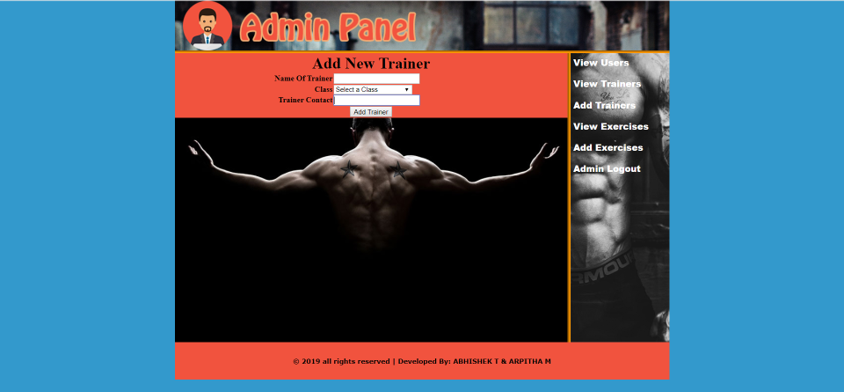 Admin Panel
Add New Trainer
Name Of Trainer
Class Select a Class
Trainer Contact
Add Trainer
View Users
View Trainers
Add Trainers
View Exercises
Add Exercises
Admin Logout
ARMOUR
© 2019 all rights reserved | Developed By: ABHISHEK T & ARPITHA M